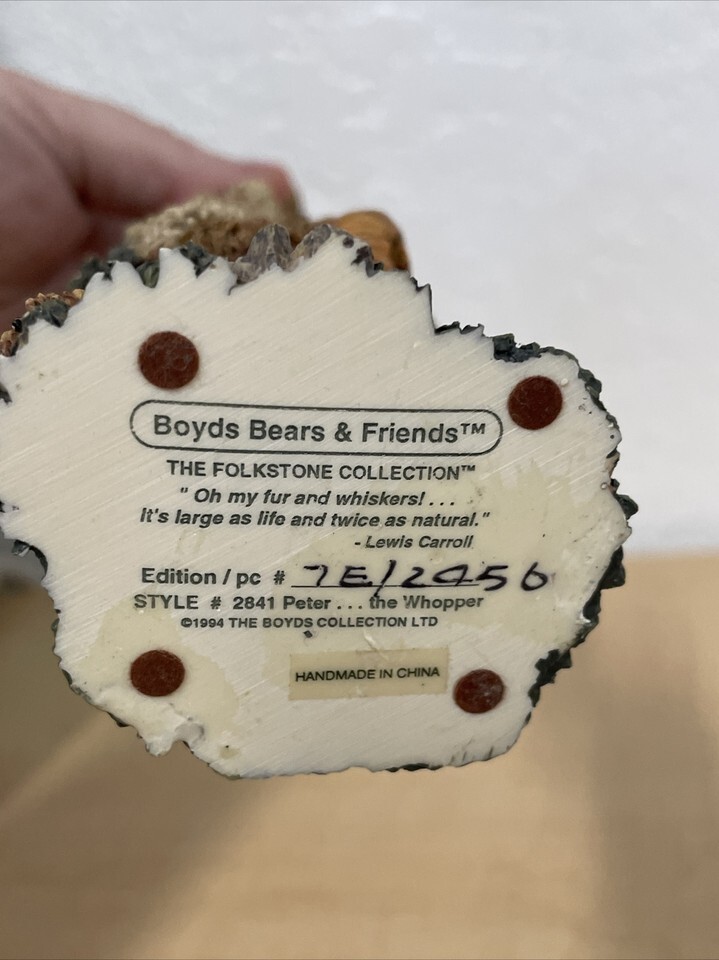 Boyds Bears & Friends™
THE FOLKSTONE COLLECTION™
" Oh my fur and whiskers! . . .
It's large as life and twice as natural."
- Lewis Carroll
Edition / pc # 7E/2456
STYLE # 2841 Peter . . . the Whopper
©1994 THE BOYDS COLLECTION LTD
HANDMADE IN CHINA